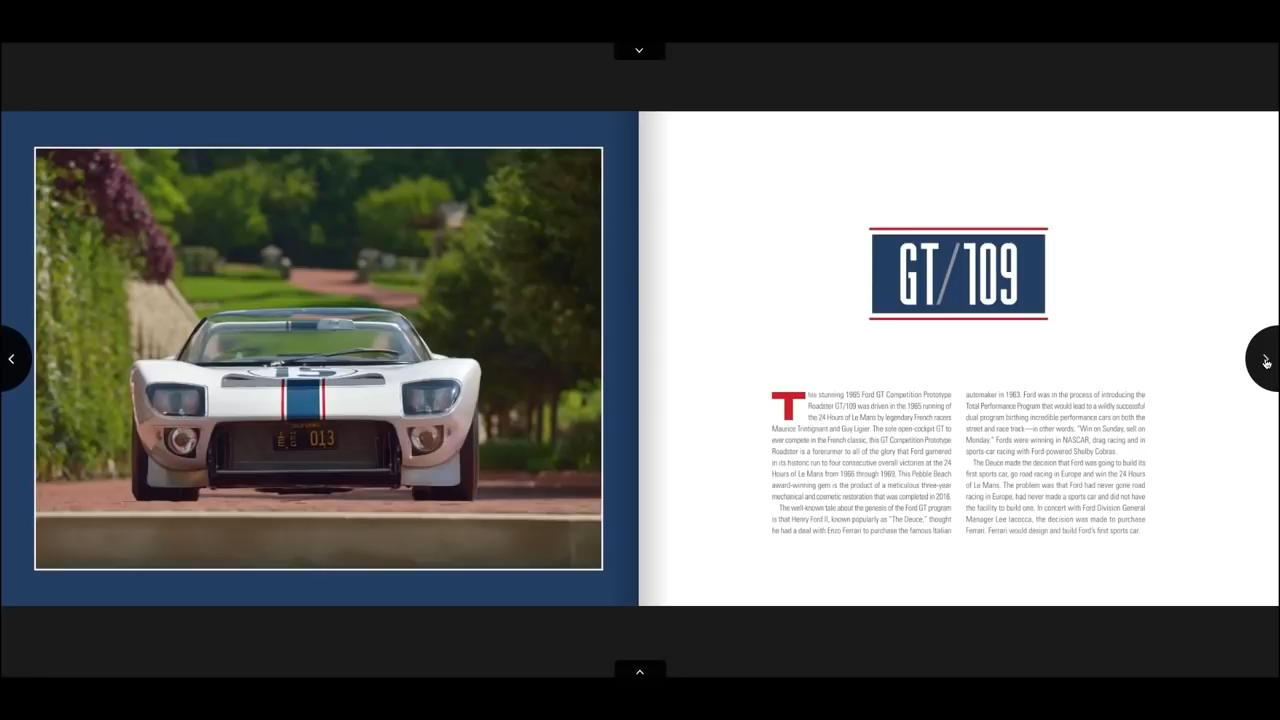 013
GT/109
This stunning 1965 Ford GT Competition Prototype
Roadster GT/109 was driven in the 1965 running of
the 24 Hours of Le Mans by legendary French racers
Maurice Trintignant and Guy Ligier. The sole open-cockpit GT to
ever compete in the French classic, this GT Competition Prototype
Roadster is a forerunner to all of the glory that Ford garnered
in its historic run to four consecutive overall victories at the 24
Hours of Le Mans from 1966 through 1969. This Pebble Beach
award-winning gem is the product of a meticulous three-year
mechanical and cosmetic restoration that was completed in 2016.
The well-known tale about the genesis of the Ford GT program
is that Henry Ford II, known popularly as "The Deuce," thought
he had a deal with Enzo Ferrari to purchase the famous Italian
automaker in 1963. Ford was in the process of introducing the
Total Performance Program that would lead to a wildly successful
dual program birthing incredible performance cars on both the
street and race track—in other words, "Win on Sunday, sell on
Monday." Fords were winning in NASCAR, drag racing and in
sports-car racing with Ford-powered Shelby Cobras.
The Deuce made the decision that Ford was going to build its
first sports car, go road racing in Europe and win the 24 Hours
of Le Mans. The problem was that Ford had never gone road
racing in Europe, had never made a sports car and did not have
the facility to build one. In concert with Ford Division General
Manager Lee Iacocca, the decision was made to purchase
Ferrari. Ferrari would design and build Ford's first sports car.